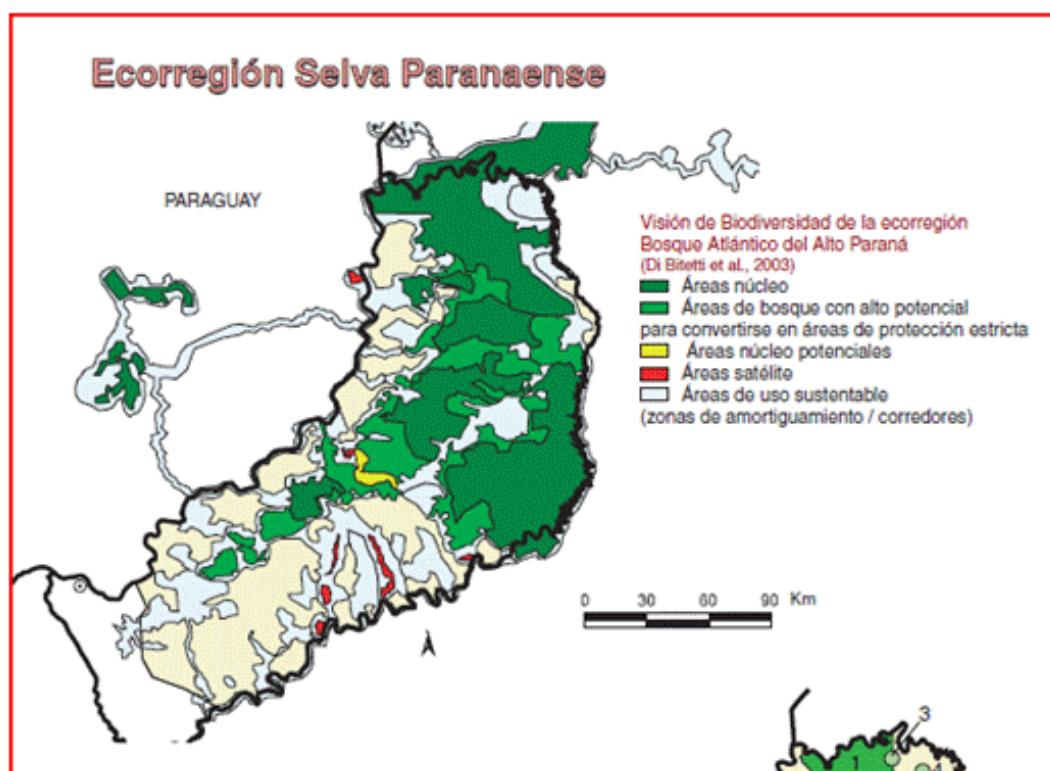 Ecorregión Selva Paranaense
PARAGUAY
Visión de Biodiversidad de la ecorregión
Bosque Atlántico del Alto Paraná
(Di Bitetti et al., 2003)
Áreas núcleo
Áreas de bosque con alto potencial
para convertirse en áreas de protección estricta
Áreas núcleo potenciales
Áreas satélite
Áreas de uso sustentable
(zonas de amortiguamiento / corredores)
0 30 60 90 Km
3
1
4